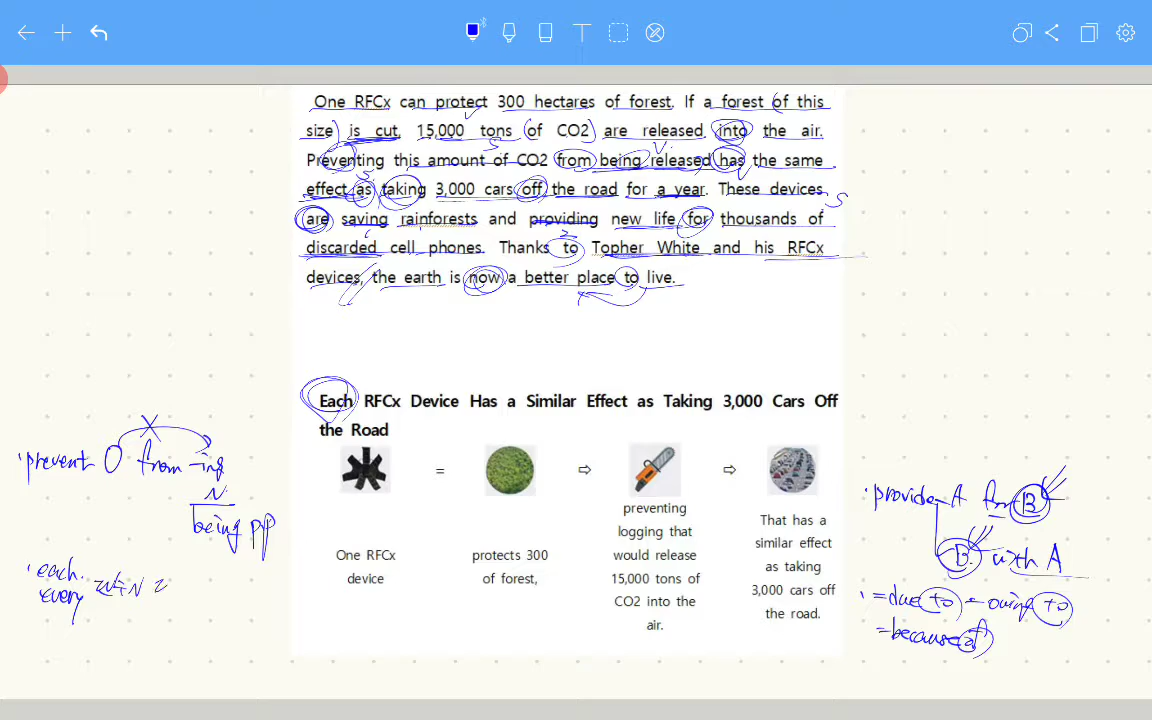 One RFCx can protect 300 hectares of forest. If a forest of this
size is cut, 15,000 tons of CO2 are released into the air.
Preventing this amount of CO2 from being released has the same
effect as taking 3,000 cars off the road for a year. These devices
are saving rainforests and providing new life for thousands of
discarded cell phones. Thanks to Topher White and his RFCx
devices, the earth is now a better place to live.
Each RFCx Device Has a Similar Effect as Taking 3,000 Cars Off
the Road
=
⇨
⇨
One RFCx
device
protects 300
of forest,
preventing
logging that
would release
15,000 tons of
CO2 into the
air.
That has a
similar effect
as taking
3,000 cars off
the road.
prevent O from -ing
N.
being pp
each.
every
provide A for B
B with A
=due to = owing to
=because of